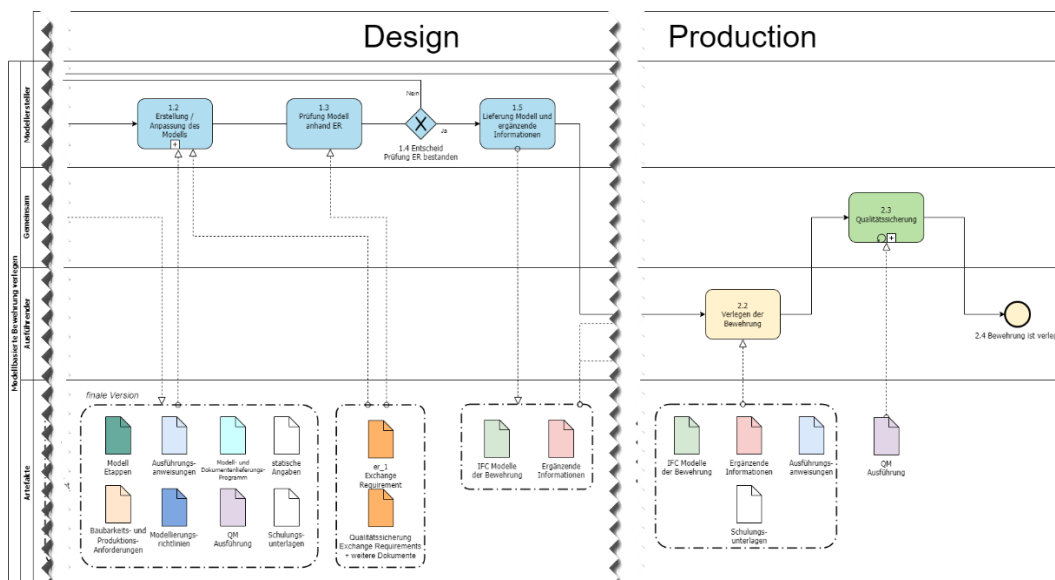 Design
Production
Modellbasierte Bewehrung verlegen
Modellersteller
Gemeinsam
Ausführender
Artefakte
Nein
1.2
Erstellung /
Anpassung des
Modells
1.3
Prüfung Modell
anhand ER
Ja
1.4 Entscheid
Prüfung ER bestanden
1.5
Lieferung Modell und
ergänzende
Informationen
2.3
Qualitätssicherung
2.2
Verlegen der
Bewehrung
2.4 Bewehrung ist verleg
finale Version
Modell
Etappen
Ausführungs-
anweisungen
Modell- und
Dokumentenlieferungs-
Programm
statische
Angaben
Baubarkeits- und
Produktions-
Anforderungen
Modellierungs-
richtlinien
QM
Ausführung
Schulungs-
unterlagen
er_1
Exchange
Requirement
Qualitätssicherung
Exchange Requirements
+ weitere Dokumente
IFC Modelle
der Bewehrung
Ergänzende
Informationen
IFC Modelle
der Bewehrung
Ergänzende
Informationen
Ausführungs-
anweisungen
Schulungs-
unterlagen
QM
Ausführung